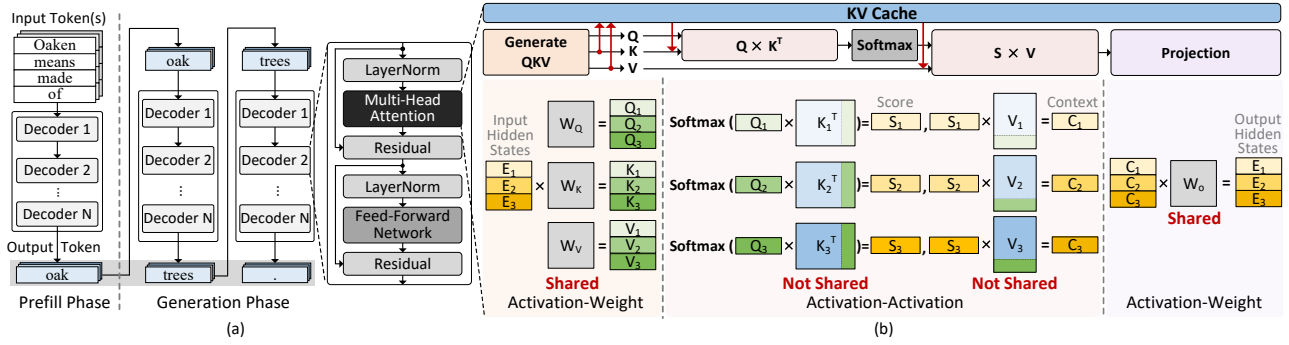 Input Token(s)
Oaken
means
made
of
Decoder 1
Decoder 2
Decoder N
Output Token
oak
Prefill Phase
oak
Decoder 1
Decoder 2
Decoder N
trees
trees
Decoder 1
Decoder 2
Decoder N
.
Generation Phase
(a)
LayerNorm
Multi-Head
Attention
Residual
LayerNorm
Feed-Forward
Network
Residual
KV Cache
Generate
QKV
Q
K
V
Q × K^T
Softmax
S × V
Projection
Input
Hidden
States
E1
E2
E3
×
WQ
=
Q1
Q2
Q3
WK
=
K1
K2
K3
WV
=
V1
V2
V3
Shared
Activation-Weight
Score
Context
Softmax ( Q1 × K1^T )= S1 , S1 × V1 = C1
Softmax ( Q2 × K2^T )= S2 , S2 × V2 = C2
Softmax ( Q3 × K3^T )= S3 , S3 × V3 = C3
Not Shared
Not Shared
Activation-Activation
(b)
Output
Hidden
States
C1
C2
C3
×
Wo
=
E1
E2
E3
Shared
Activation-Weight